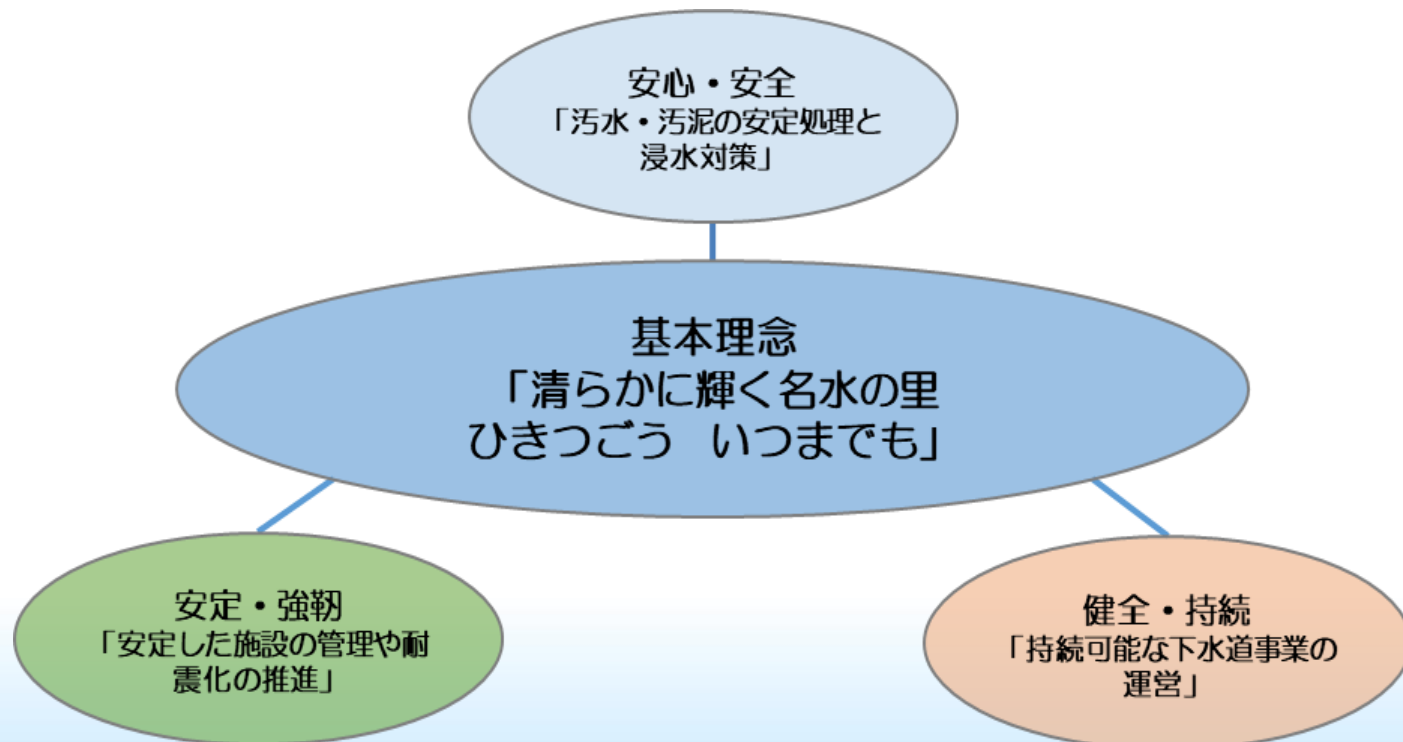 安心・安全
「汚水・汚泥の安定処理と
浸水対策」
基本理念
「清らかに輝く名水の里
ひきつごう　いつまでも」
安定・強靭
「安定した施設の管理や耐
震化の推進」
健全・持続
「持続可能な下水道事業の
運営」